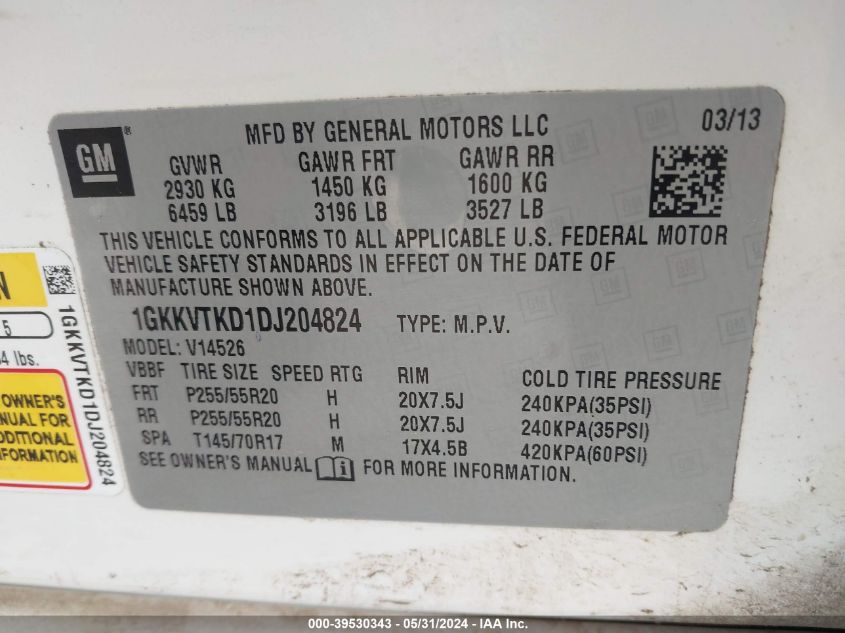 MFD BY GENERAL MOTORS LLC 03/13
GM®
GVWR GAWR FRT GAWR RR
2930 KG 1450 KG 1600 KG
6459 LB 3196 LB 3527 LB
THIS VEHICLE CONFORMS TO ALL APPLICABLE U.S. FEDERAL MOTOR
VEHICLE SAFETY STANDARDS IN EFFECT ON THE DATE OF
MANUFACTURE SHOWN ABOVE.
1GKKVTKD1DJ204824 TYPE: M.P.V.
MODEL: V14526
VBBF TIRE SIZE SPEED RTG RIM COLD TIRE PRESSURE
FRT P255/55R20 H 20X7.5J 240KPA(35PSI)
RR P255/55R20 H 20X7.5J 240KPA(35PSI)
SPA T145/70R17 M 17X4.5B 420KPA(60PSI)
SEE OWNER'S MANUAL FOR MORE INFORMATION.
N
5
4 lbs.
OWNER'S
ANUAL FOR
DDITIONAL
FORMATION
1GKKVTKD1DJ204824
000-39530343 - 05/31/2024 - IAA Inc.